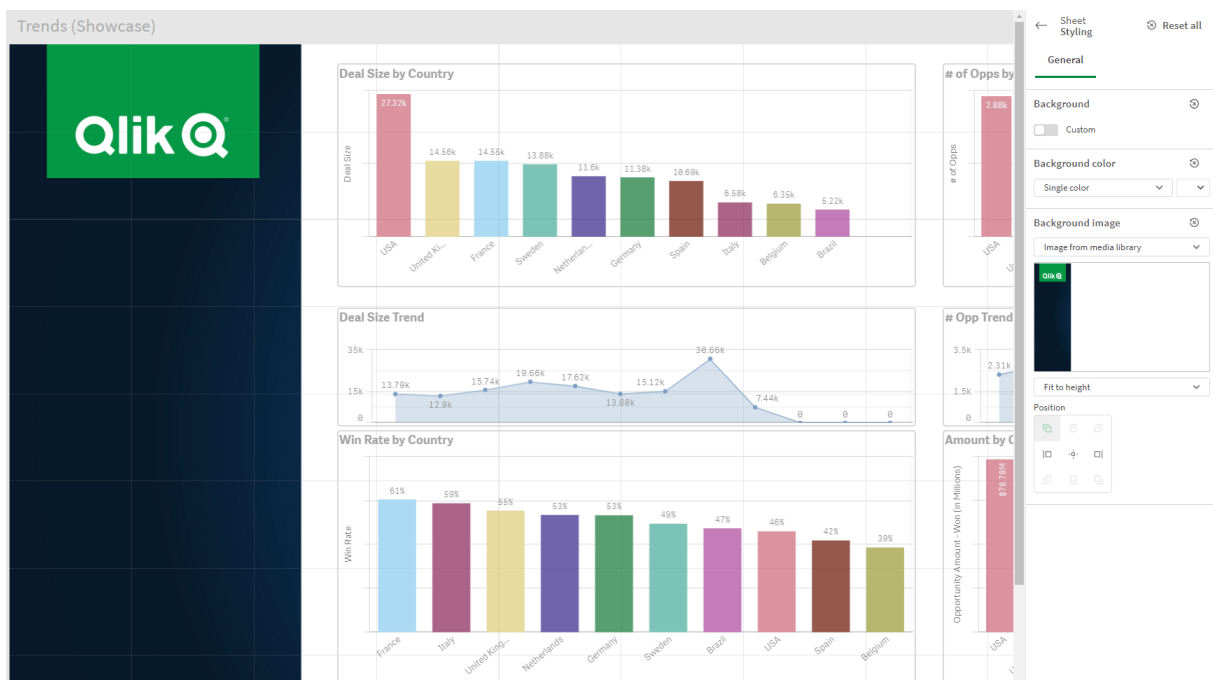 Trends (Showcase)
Qlik
Deal Size by Country
Deal Size
27.32k
14.56k
14.55k
13.88k
11.6k
11.38k
10.69k
6.58k
6.35k
5.22k
USA
United Ki...
France
Sweden
Netherlan...
Germany
Spain
Italy
Belgium
Brazil
# of Opps by
# of Opps
2.88k
USA
Deal Size Trend
35k
15k
0
13.79k
12.9k
15.74k
19.66k
17.62k
13.88k
15.12k
30.66k
7.44k
0
0
0
# Opp Trend
3.5k
1.5k
0
2.31k
Win Rate by Country
Win Rate
61%
59%
55%
53%
53%
49%
47%
46%
42%
39%
France
Italy
United King...
Netherlands
Germany
Sweden
Brazil
USA
Spain
Belgium
Amount by C
Opportunity Amount - Won (in Millions)
$78.78M
USA
Sheet
Styling
Reset all
General
Background
Custom
Background color
Single color
Background image
Image from media library
Qlik
Fit to height
Position